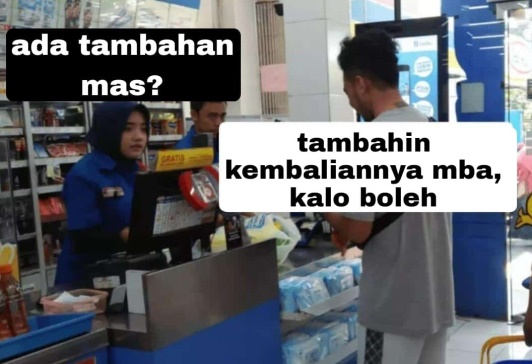 ada tambahan
mas?
tambahin
kembaliannya mba,
kalo boleh
GRATIS